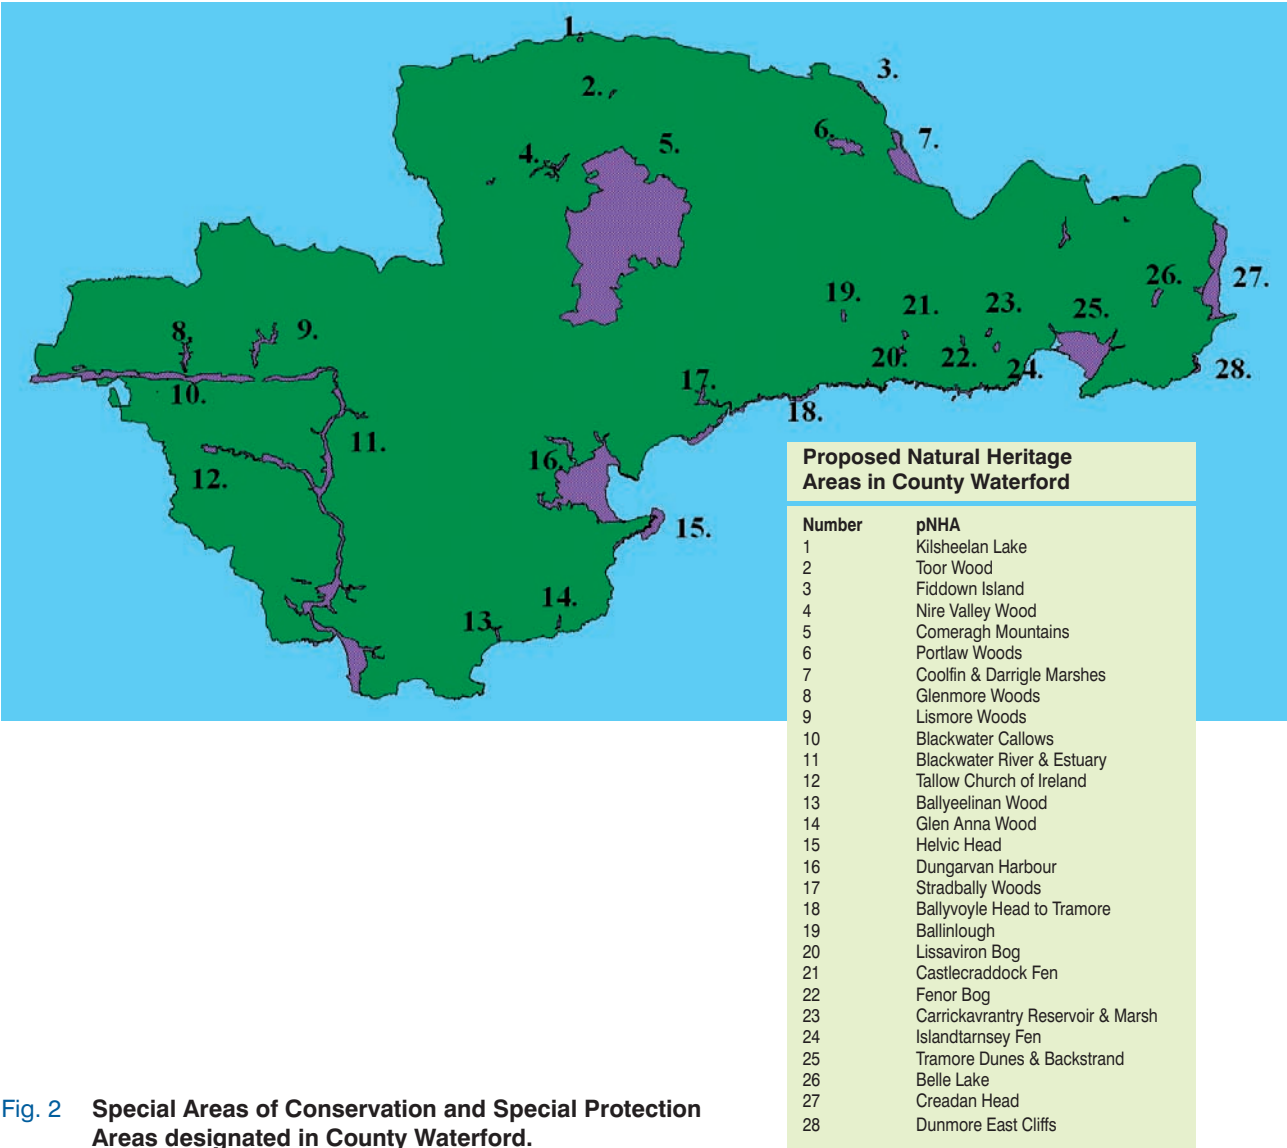 1.
2.
3.
4.
5.
6.
7.
8.
9.
10.
11.
12.
13.
14.
15.
16.
17.
18.
19.
20.
21.
22.
23.
24.
25.
26.
27.
28.
Proposed Natural Heritage
Areas in County Waterford
Number pNHA
1 Kilsheelan Lake
2 Toor Wood
3 Fiddown Island
4 Nire Valley Wood
5 Comeragh Mountains
6 Portlaw Woods
7 Coolfin & Darrigle Marshes
8 Glenmore Woods
9 Lismore Woods
10 Blackwater Callows
11 Blackwater River & Estuary
12 Tallow Church of Ireland
13 Ballyeelinan Wood
14 Glen Anna Wood
15 Helvic Head
16 Dungarvan Harbour
17 Stradbally Woods
18 Ballyvoyle Head to Tramore
19 Ballinlough
20 Lissaviron Bog
21 Castlecraddock Fen
22 Fenor Bog
23 Carrickavrantry Reservoir & Marsh
24 Islandtarnsey Fen
25 Tramore Dunes & Backstrand
26 Belle Lake
27 Creadan Head
28 Dunmore East Cliffs
Fig. 2 Special Areas of Conservation and Special Protection
Areas designated in County Waterford.